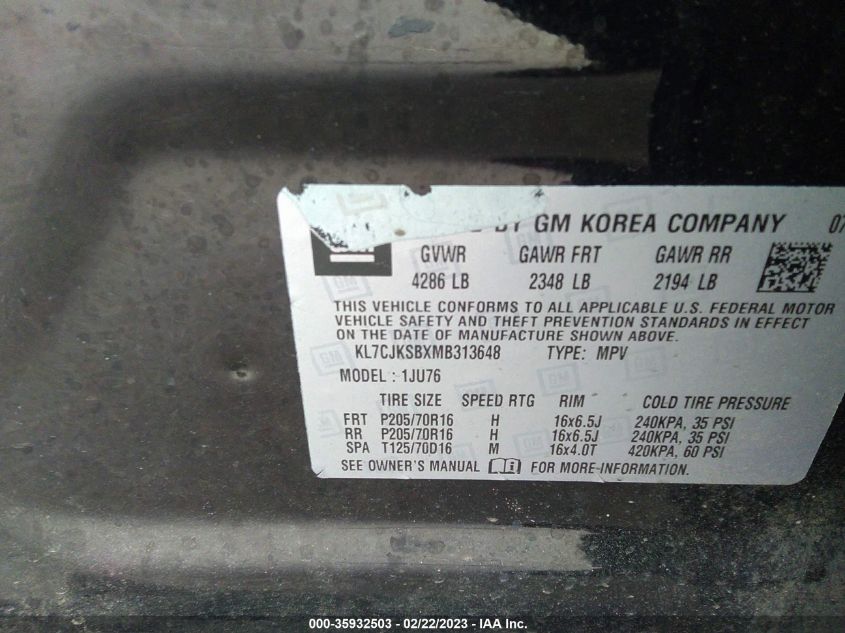 BY GM KOREA COMPANY 07
GVWR GAWR FRT GAWR RR
4286 LB 2348 LB 2194 LB
THIS VEHICLE CONFORMS TO ALL APPLICABLE U.S. FEDERAL MOTOR
VEHICLE SAFETY AND THEFT PREVENTION STANDARDS IN EFFECT
ON THE DATE OF MANUFACTURE SHOWN ABOVE.
KL7CJKSBXMB313648 TYPE: MPV
MODEL : 1JU76
TIRE SIZE SPEED RTG RIM COLD TIRE PRESSURE
FRT P205/70R16 H 16x6.5J 240KPA, 35 PSI
RR P205/70R16 H 16x6.5J 240KPA, 35 PSI
SPA T125/70D16 M 16x4.0T 420KPA, 60 PSI
SEE OWNER'S MANUAL FOR MORE INFORMATION.
000-35932503 - 02/22/2023 - IAA Inc.